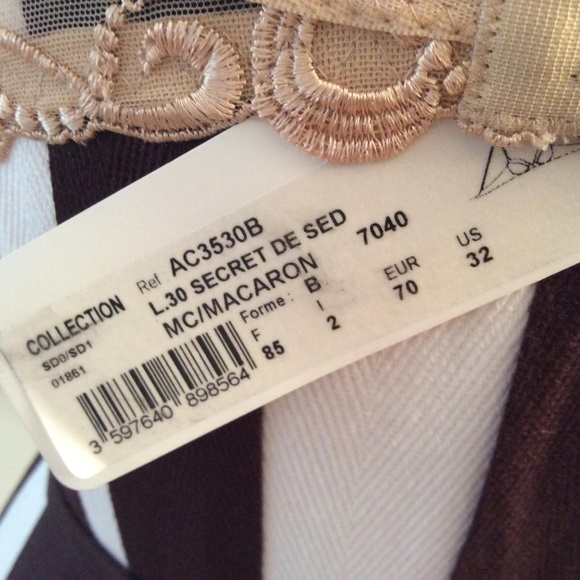 COLLECTION
SD0/SD1
01861
Ref AC3530B
L.30 SECRET DE SED
MC/MACARON
7040
Forme : B
F I EUR US
85 2 70 32
3 597640 898564